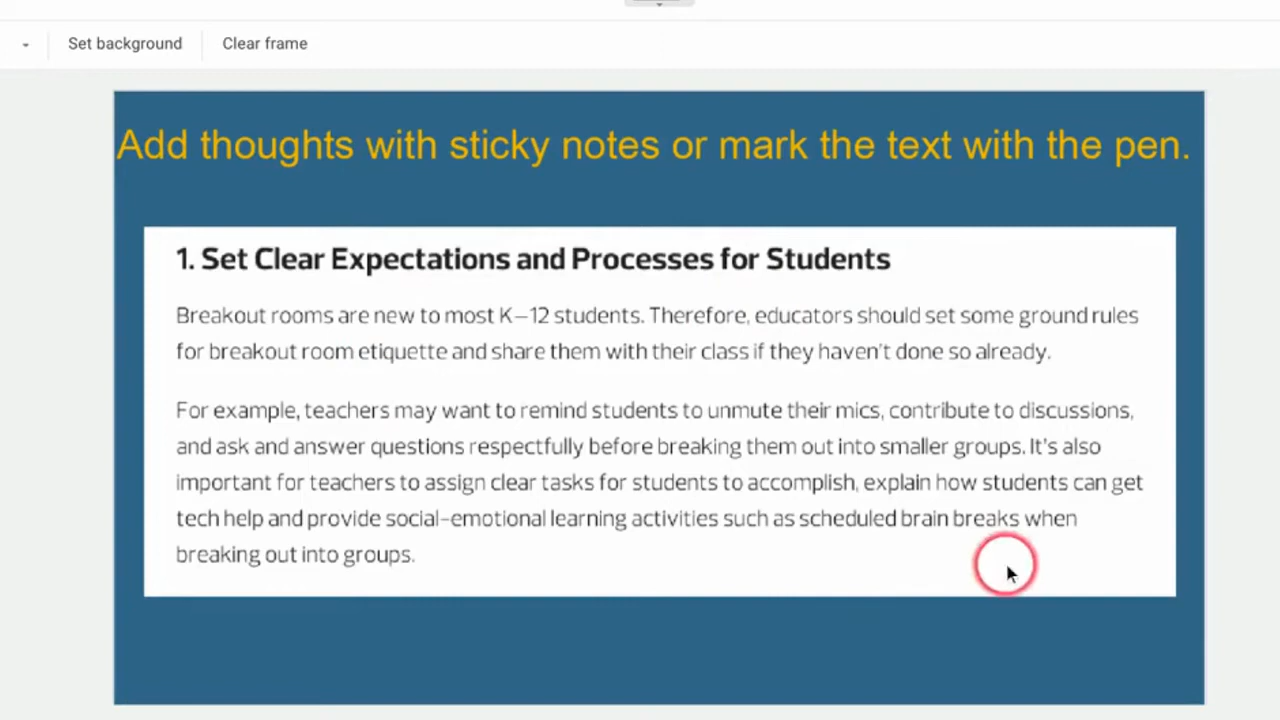 Set background
Clear frame
Add thoughts with sticky notes or mark the text with the pen.
1. Set Clear Expectations and Processes for Students
Breakout rooms are new to most K–12 students. Therefore, educators should set some ground rules
for breakout room etiquette and share them with their class if they haven't done so already.
For example, teachers may want to remind students to unmute their mics, contribute to discussions,
and ask and answer questions respectfully before breaking them out into smaller groups. It's also
important for teachers to assign clear tasks for students to accomplish, explain how students can get
tech help and provide social-emotional learning activities such as scheduled brain breaks when
breaking out into groups.